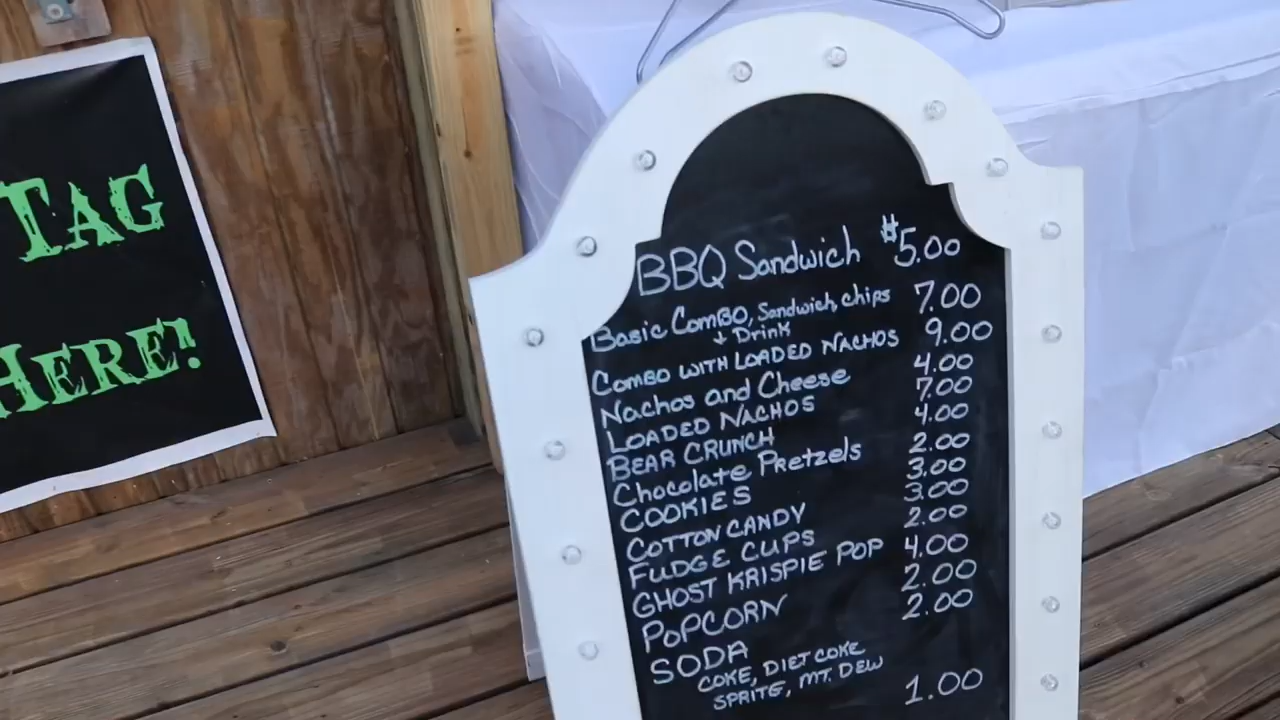 TAG
HERE!
BBQ Sandwich $5.00
Basic COMBO, Sandwich, chips 7.00
+ Drink
COMBO WITH LOADED NACHOS 9.00
Nachos and Cheese 4.00
LOADED NACHOS 7.00
BEAR CRUNCH 4.00
Chocolate Pretzels 2.00
COOKIES 3.00
COTTON CANDY 3.00
FUDGE CUPS 2.00
GHOST KRISPIE POP 4.00
POPCORN 2.00
SODA 2.00
COKE, DIET COKE
SPRITE, MT. DEW
1.00